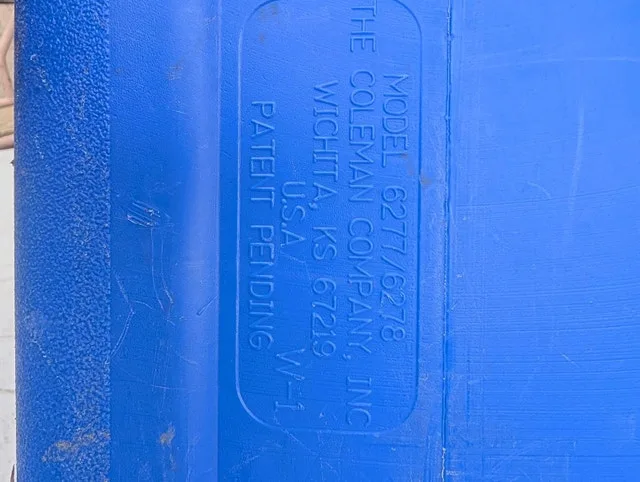 MODEL 6277/6278
THE COLEMAN COMPANY, INC
WICHITA, KS 67219
U.S.A.
PATENT PENDING
W-1